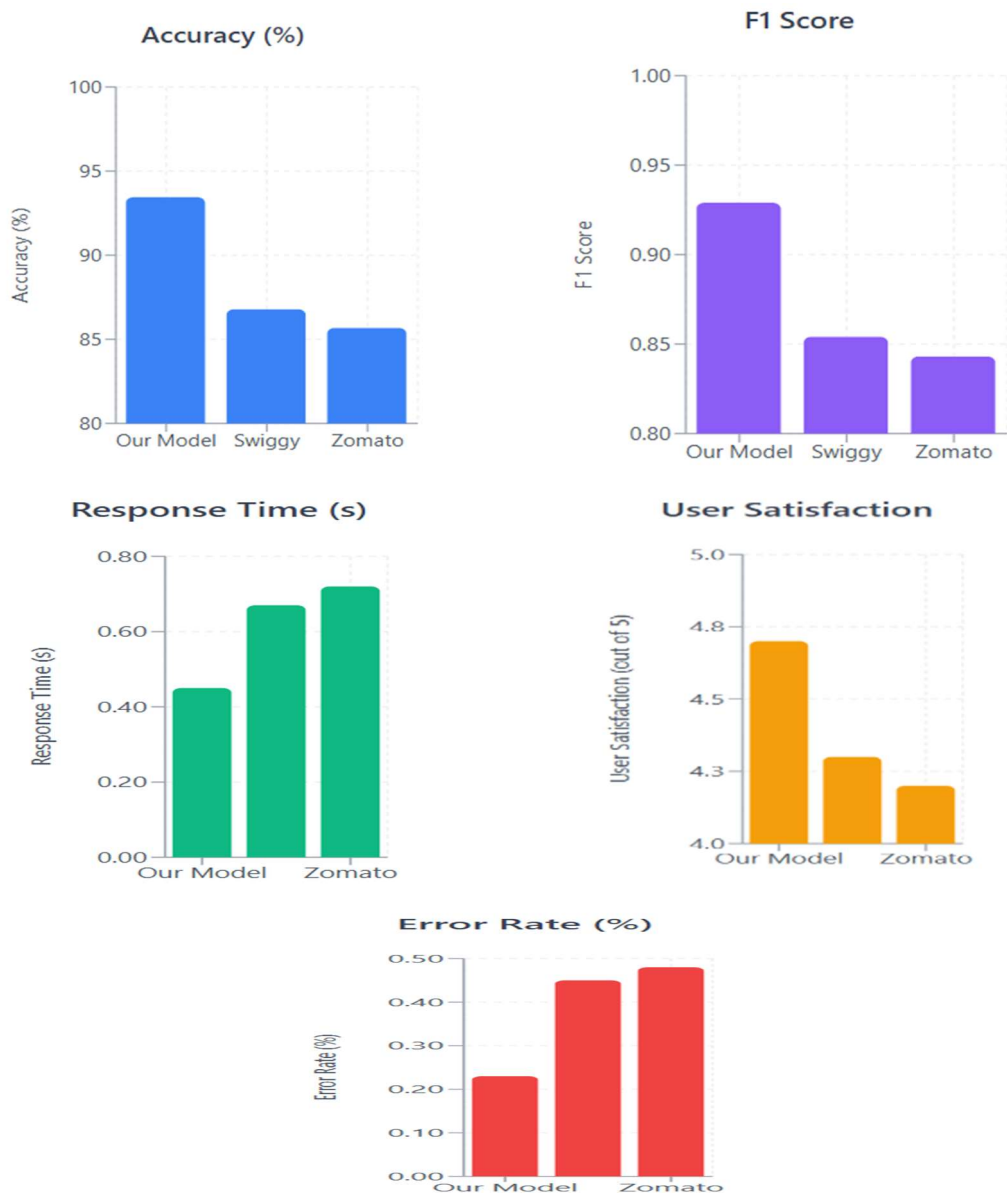 Accuracy (%)
100
95
90
85
80
Accuracy (%)
Our Model Swiggy Zomato
F1 Score
1.00
0.95
0.90
0.85
0.80
F1 Score
Our Model Swiggy Zomato
Response Time (s)
0.80
0.60
0.40
0.20
0.00
Response Time (s)
Our Model Zomato
User Satisfaction
5.0
4.8
4.5
4.3
4.0
User Satisfaction (out of 5)
Our Model Zomato
Error Rate (%)
0.50
0.40
0.30
0.20
0.10
0.00
Error Rate (%)
Our Model Zomato